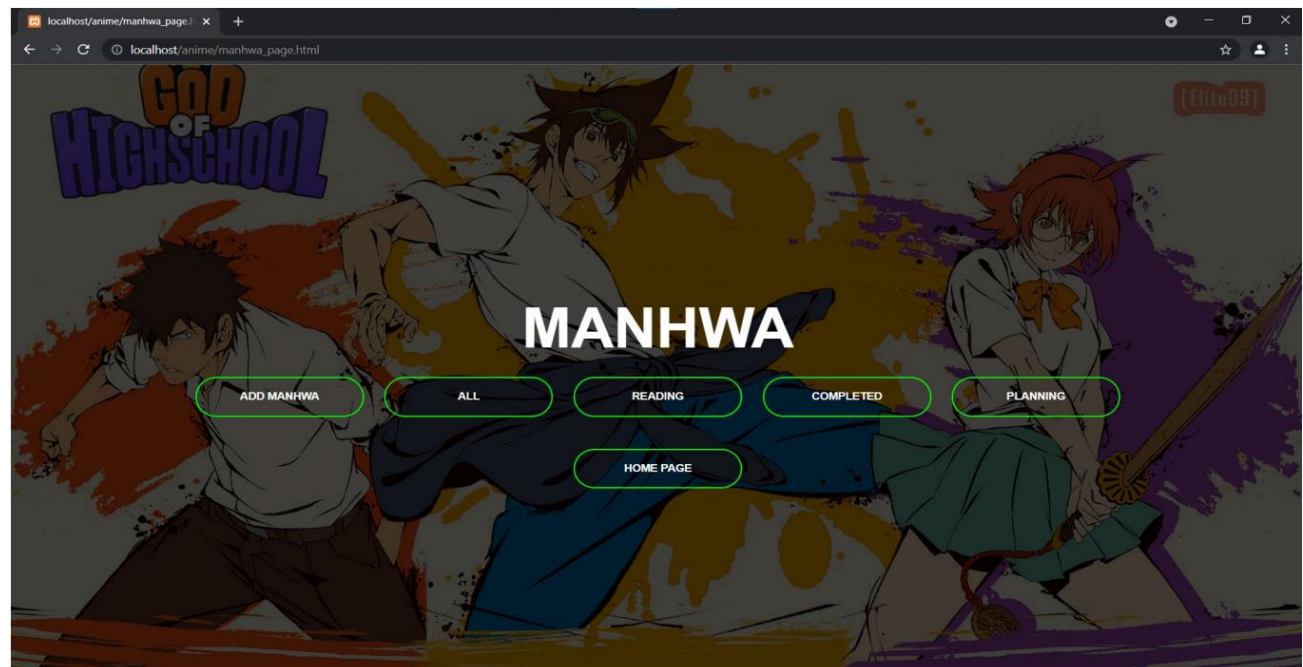 localhost/anime/manhwa_page.h
localhost/anime/manhwa_page.html
GOD
OF
HIGHSCHOOL
[Elite09]
MANHWA
ADD MANHWA
ALL
READING
COMPLETED
PLANNING
HOME PAGE